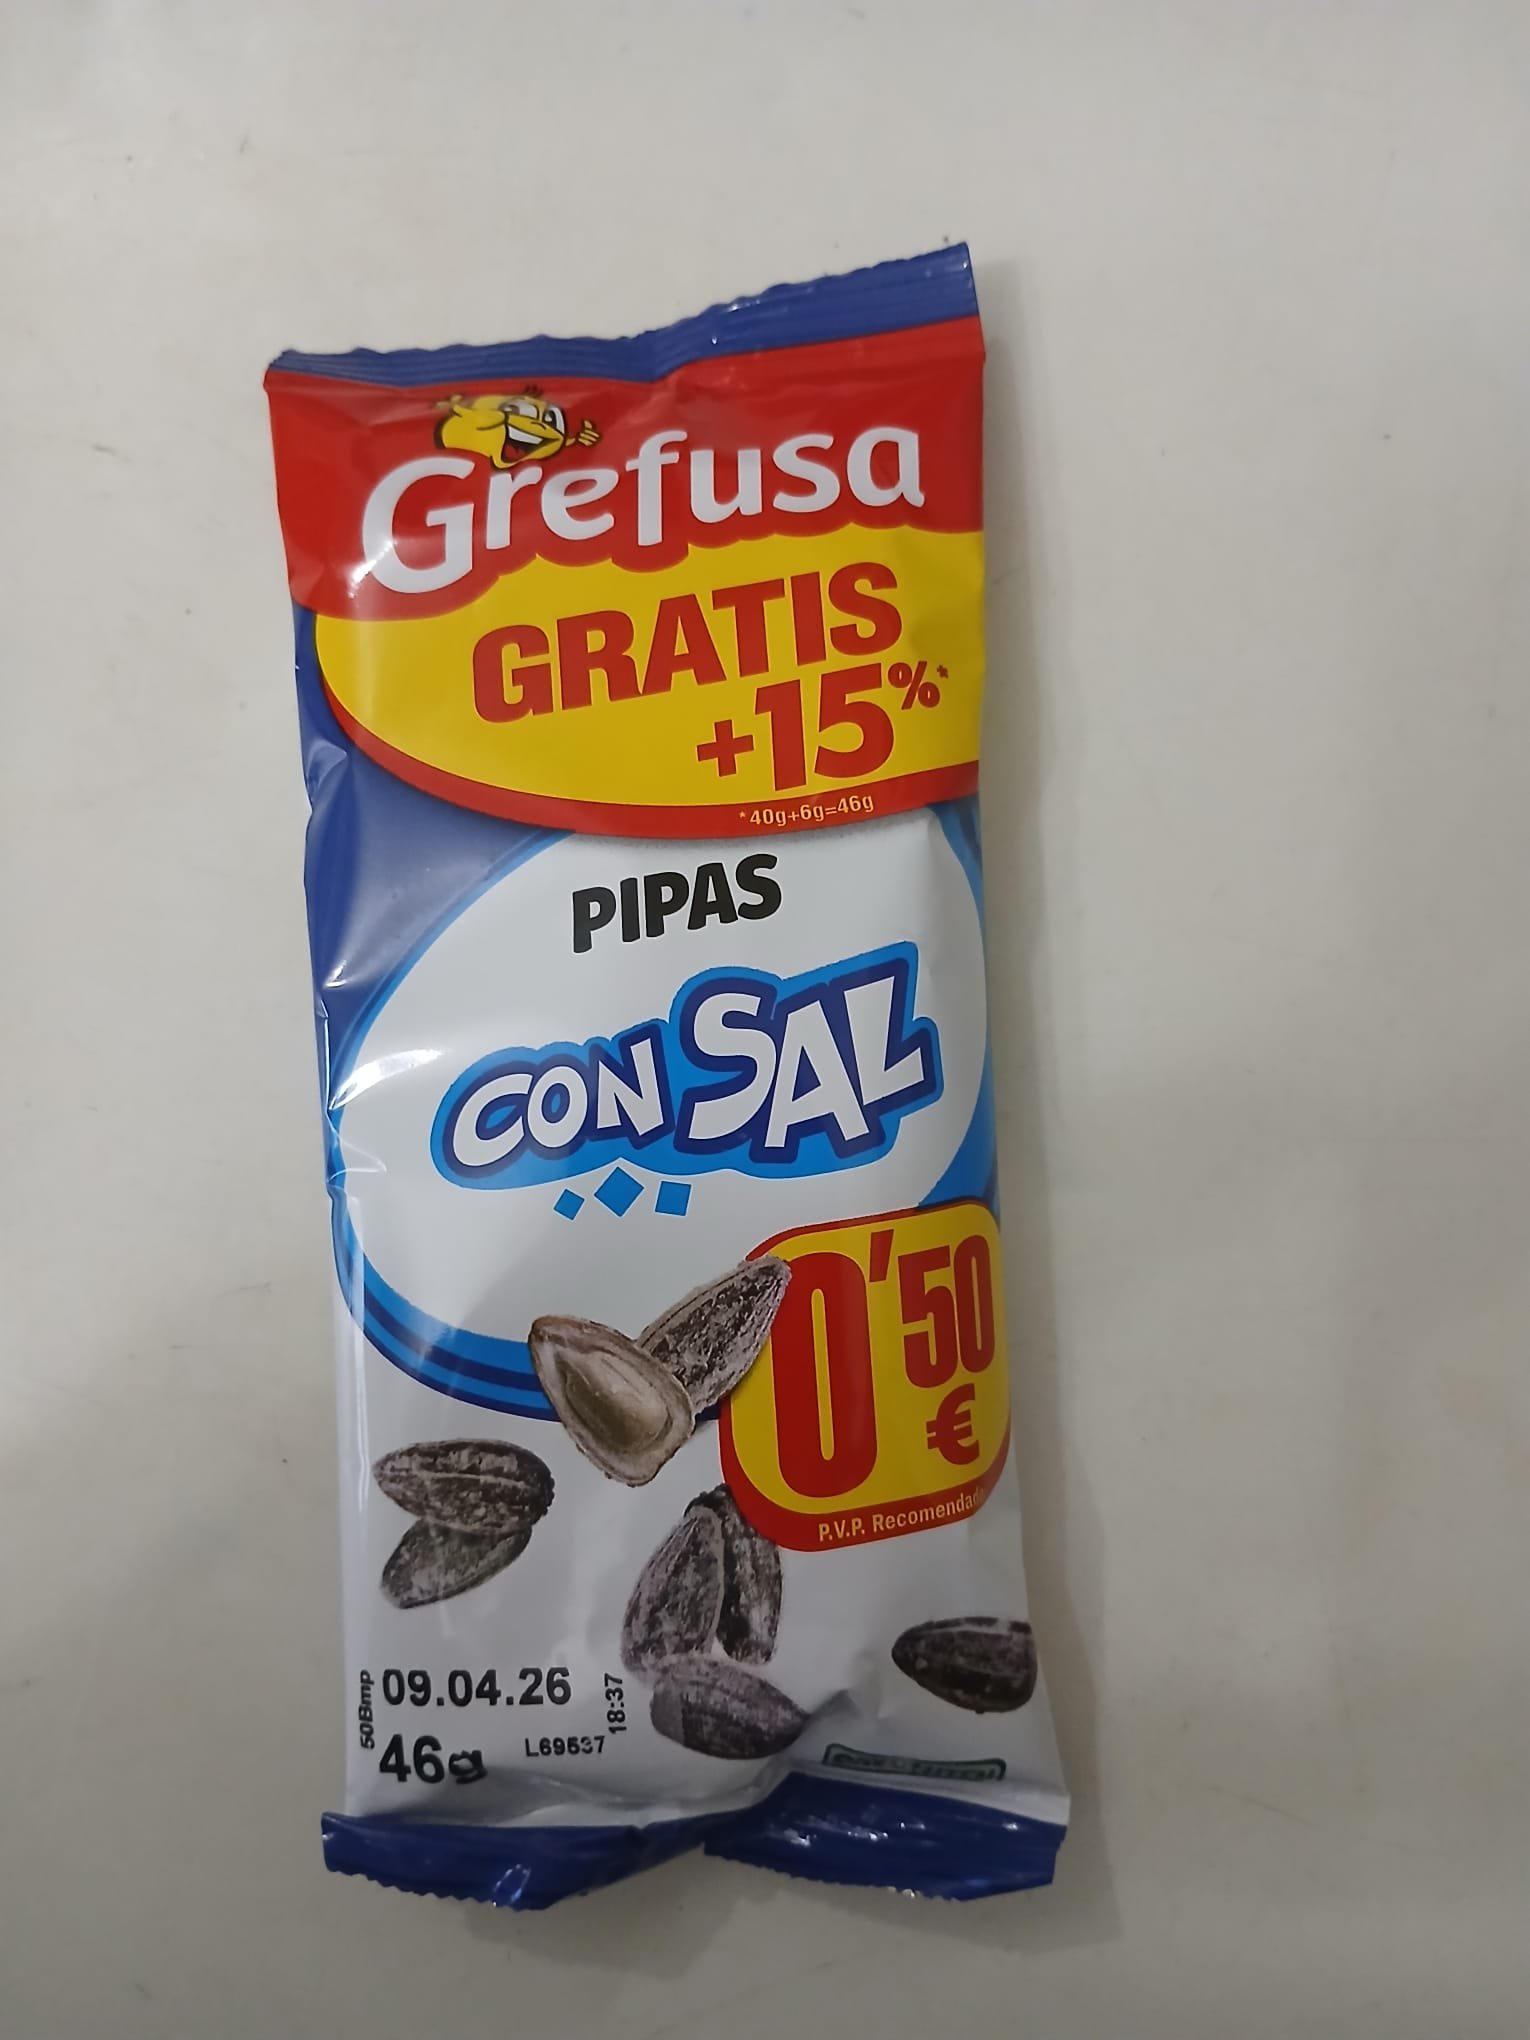 Grefusa
GRATIS
+15%*
*40g+6g=46g
PIPAS
CON SAL
0'50
€
P.V.P. Recomendado
50Bmp
09.04.26
18:37
46g
L69537